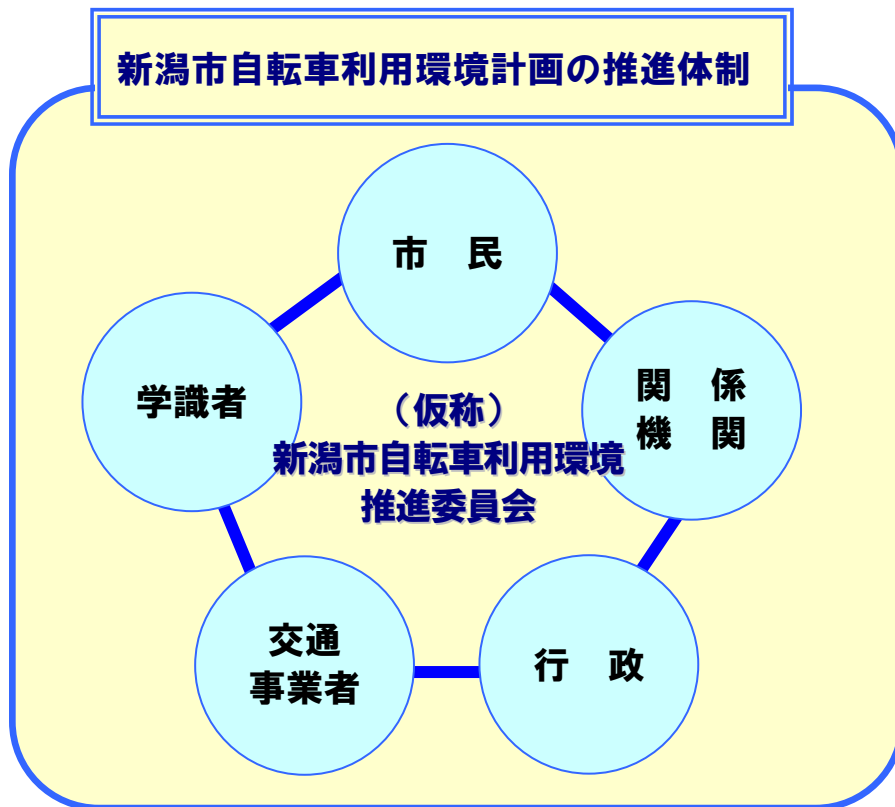 新潟市自転車利用環境計画の推進体制
市　民
学識者
関　係
機　関
（仮称）
新潟市自転車利用環境
推進委員会
交通
事業者
行　政